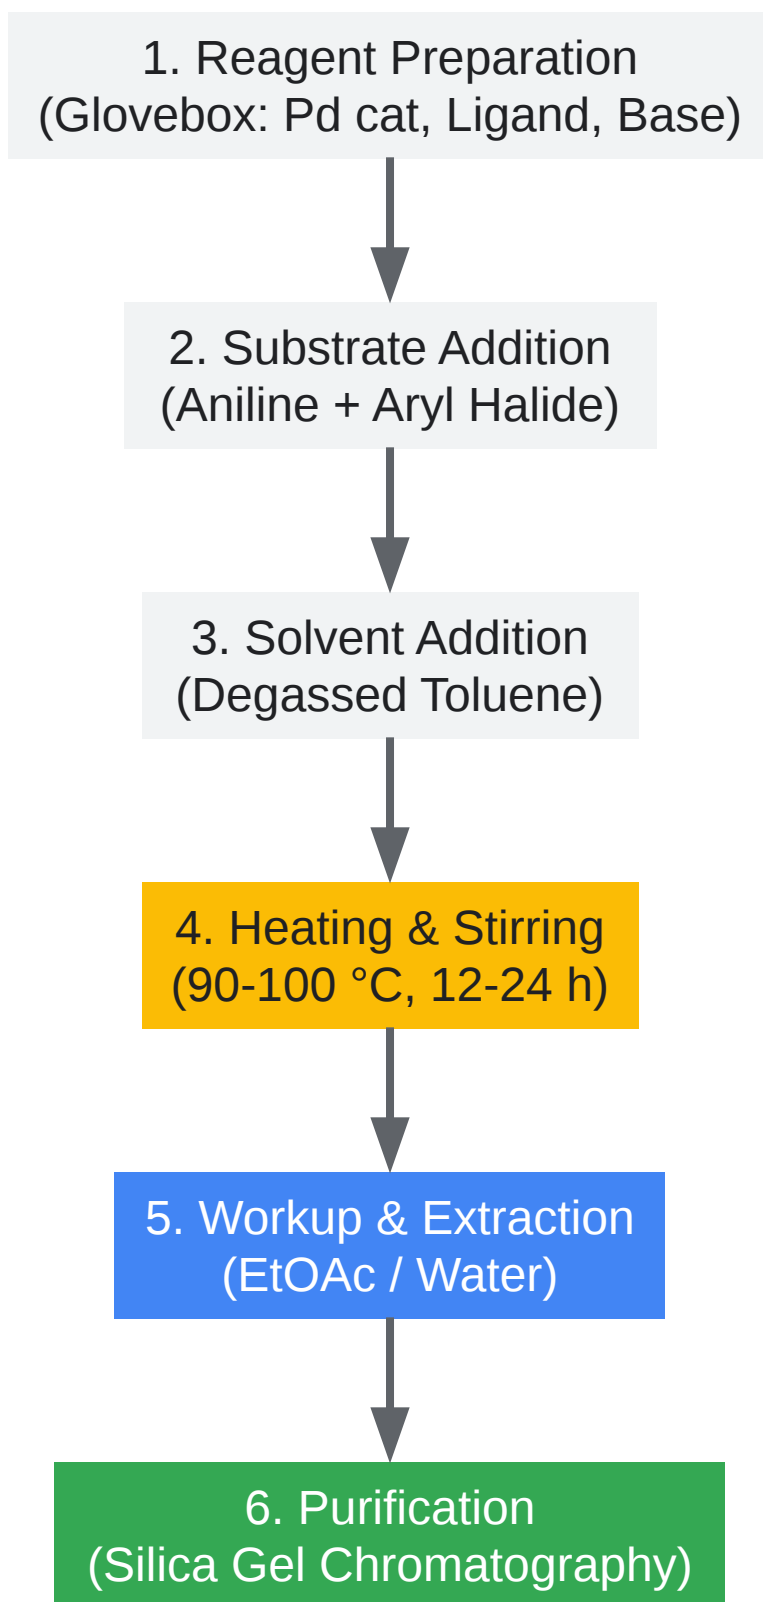 1. Reagent Preparation
(Glovebox: Pd cat, Ligand, Base)
2. Substrate Addition
(Aniline + Aryl Halide)
3. Solvent Addition
(Degassed Toluene)
4. Heating & Stirring
(90-100 °C, 12-24 h)
5. Workup & Extraction
(EtOAc / Water)
6. Purification
(Silica Gel Chromatography)